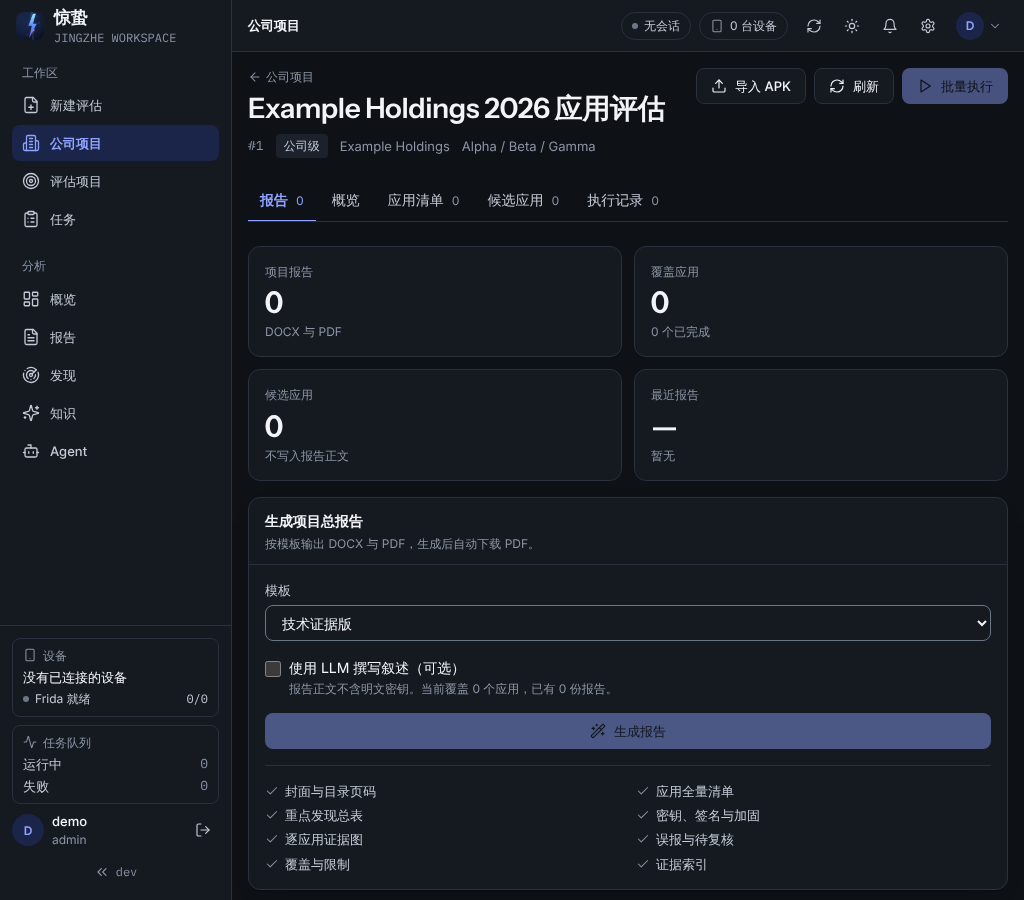 惊蛰
JINGZHE WORKSPACE
工作区
新建评估
公司项目
评估项目
任务
分析
概览
报告
发现
知识
Agent
设备
没有已连接的设备
Frida 就绪 0/0
任务队列
运行中 0
失败 0
D demo
admin
dev
公司项目
无会话
0 台设备
D
公司项目
Example Holdings 2026 应用评估
导入 APK
刷新
批量执行
#1 公司级 Example Holdings Alpha / Beta / Gamma
报告 0 概览 应用清单 0 候选应用 0 执行记录 0
项目报告
0
DOCX 与 PDF
覆盖应用
0
0 个已完成
候选应用
0
不写入报告正文
最近报告
—
暂无
生成项目总报告
按模板输出 DOCX 与 PDF，生成后自动下载 PDF。
模板
技术证据版
使用 LLM 撰写叙述（可选）
报告正文不含明文密钥。当前覆盖 0 个应用，已有 0 份报告。
生成报告
封面与目录页码
应用全量清单
重点发现总表
密钥、签名与加固
逐应用证据图
误报与待复核
覆盖与限制
证据索引